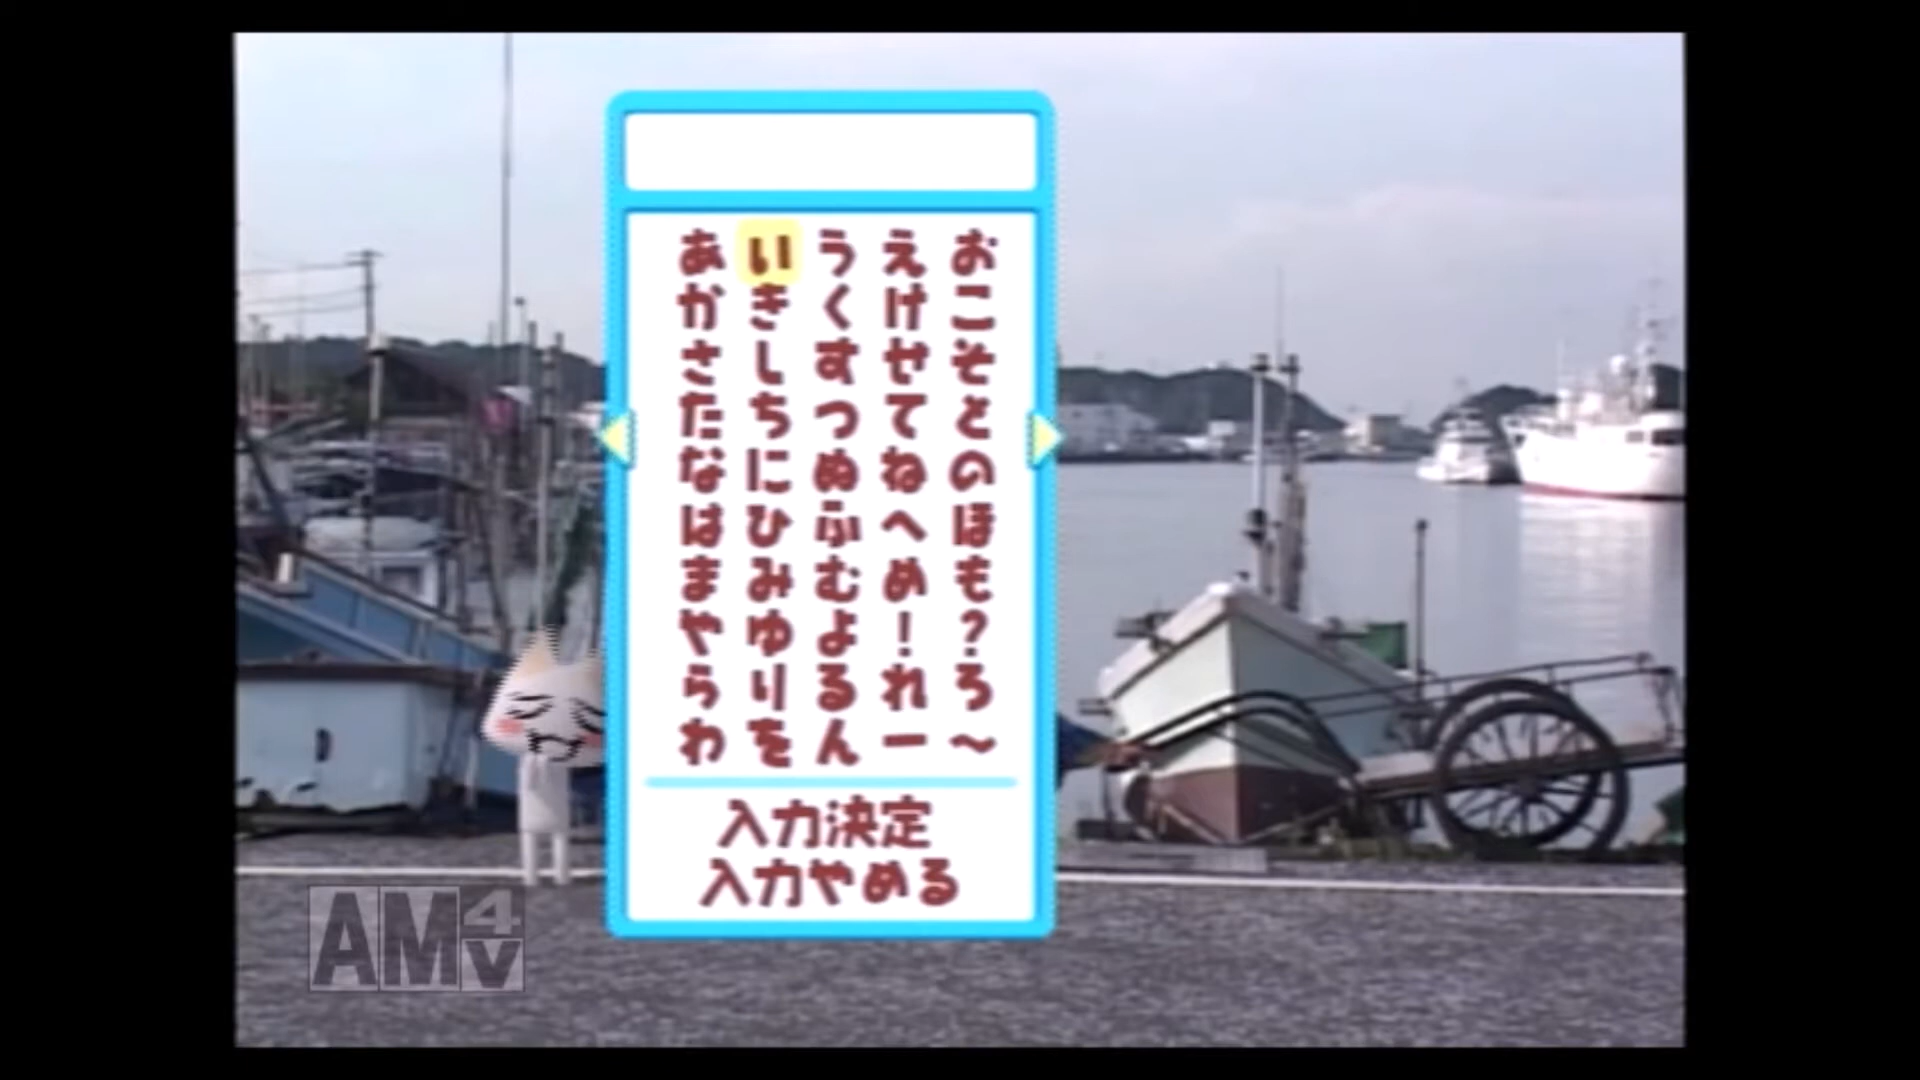 あいうえお
かきくけこ
さしすせそ
たちつてと
なにぬねの
はひふへほ
まみむめも
やゆよ！？
らりるれろ
わをんー～
入力決定
入力やめる
AM4V